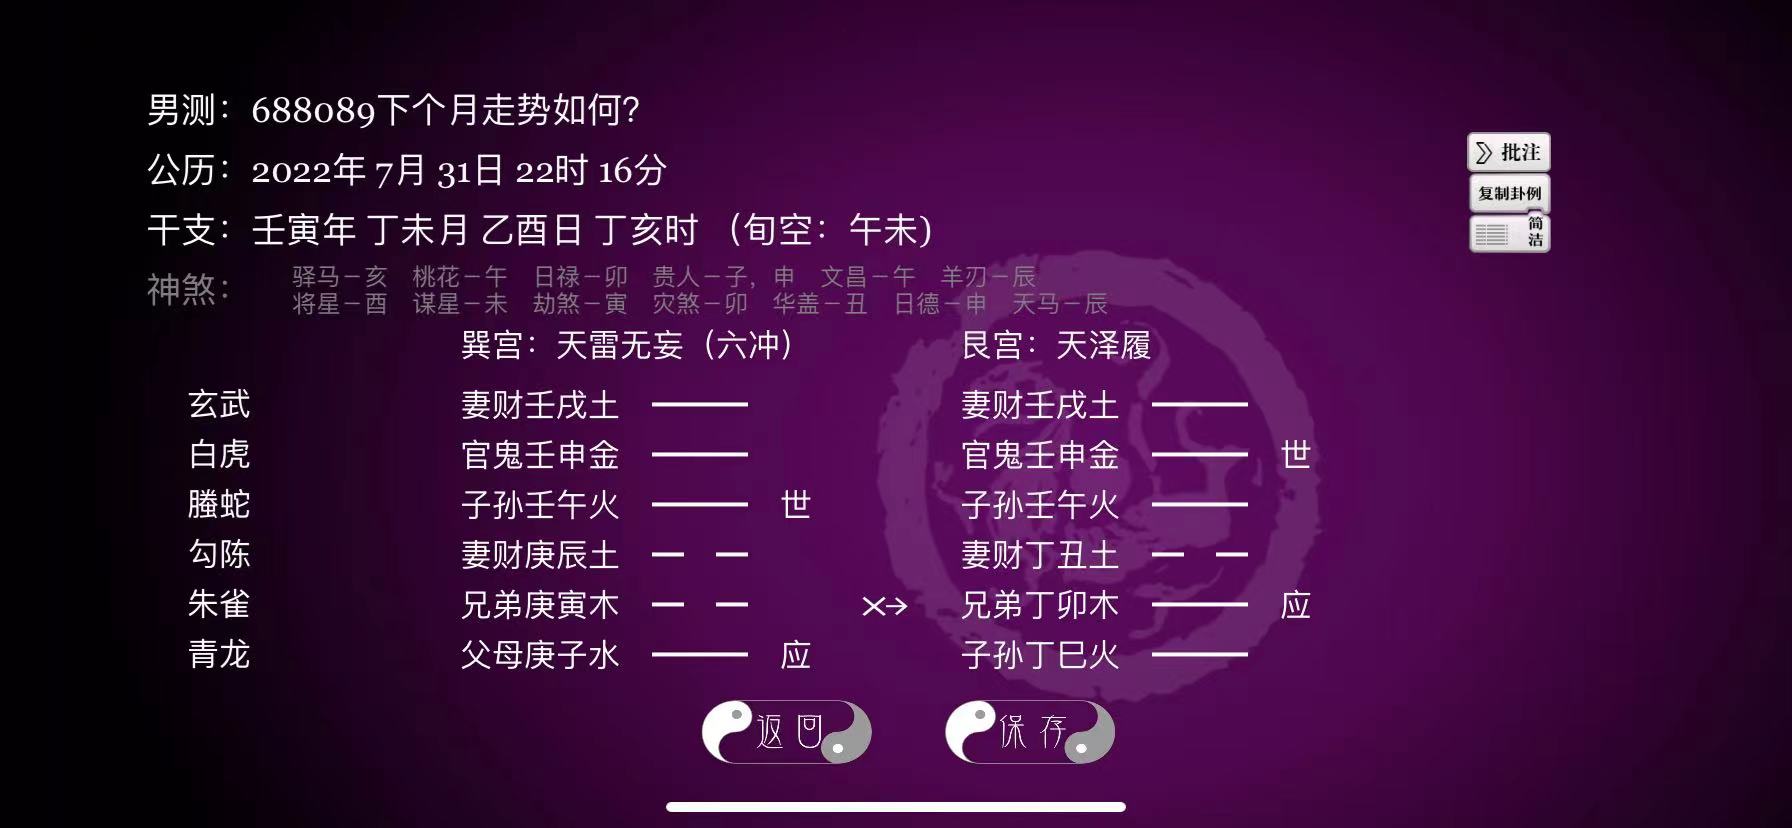 男测：688089下个月走势如何？
公历：2022年 7月 31日 22时 16分
干支：壬寅年 丁未月 乙酉日 丁亥时 （旬空：午未）
神煞： 驿马－亥 桃花－午 日禄－卯 贵人－子，申 文昌－午 羊刃－辰
将星－酉 谋星－未 劫煞－寅 灾煞－卯 华盖－丑 日德－申 天马－辰
批注
复制卦例
简洁
巽宫：天雷无妄（六冲） 艮宫：天泽履
玄武 妻财壬戌土 妻财壬戌土
白虎 官鬼壬申金 官鬼壬申金 世
螣蛇 子孙壬午火 世 子孙壬午火
勾陈 妻财庚辰土 妻财丁丑土
朱雀 兄弟庚寅木 ×→ 兄弟丁卯木 应
青龙 父母庚子水 应 子孙丁巳火
返回 保存